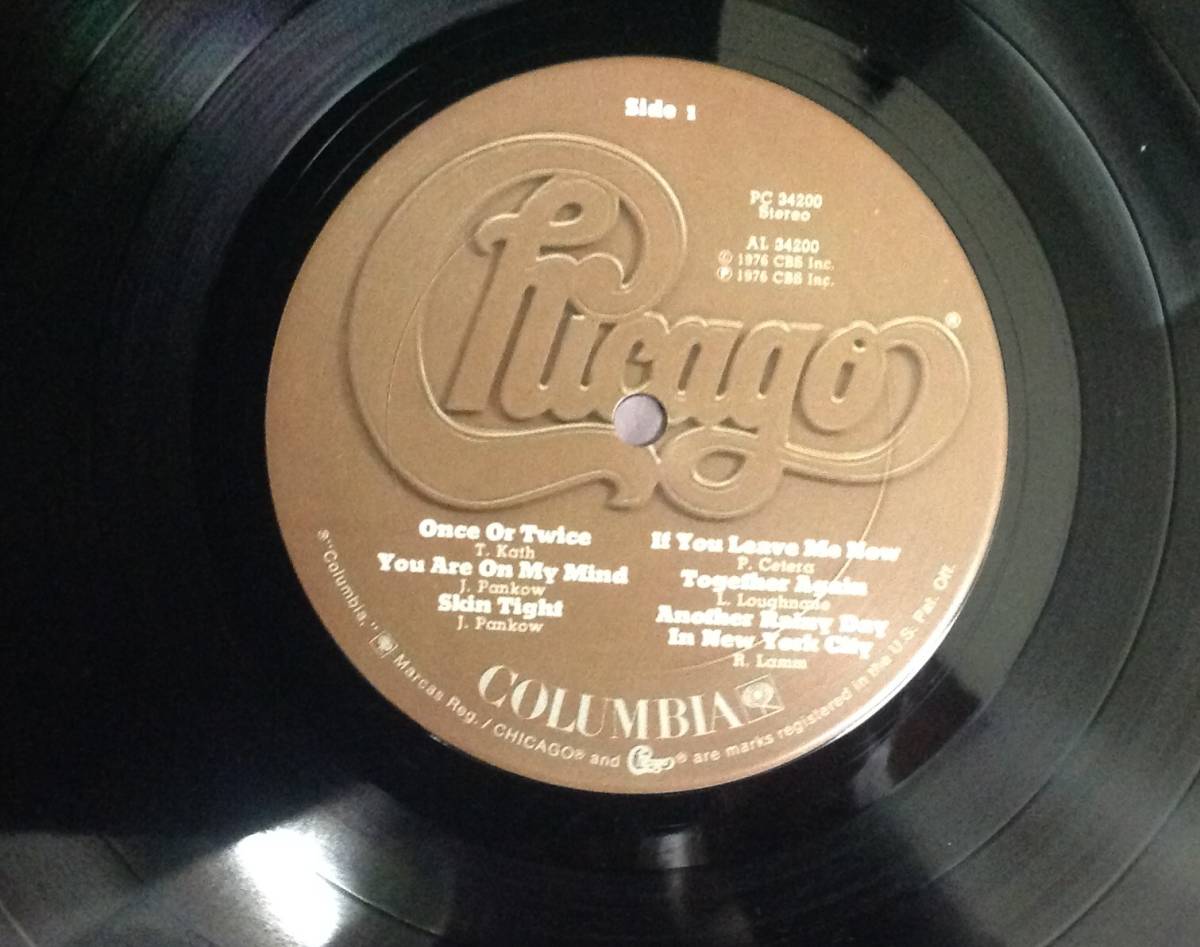 Side 1
Chicago ®
PC 34200
Stereo
AL 34200
© 1976 CBS Inc.
℗ 1976 CBS Inc.
Once Or Twice
T. Kath
You Are On My Mind
J. Pankow
Skin Tight
J. Pankow
If You Leave Me Now
P. Cetera
Together Again
L. Loughnane
Another Rainy Day
In New York City
R. Lamm
COLUMBIA
®"Columbia," Marcas Reg. / CHICAGO® and Chicago® are marks registered in the U.S. Pat. Off.